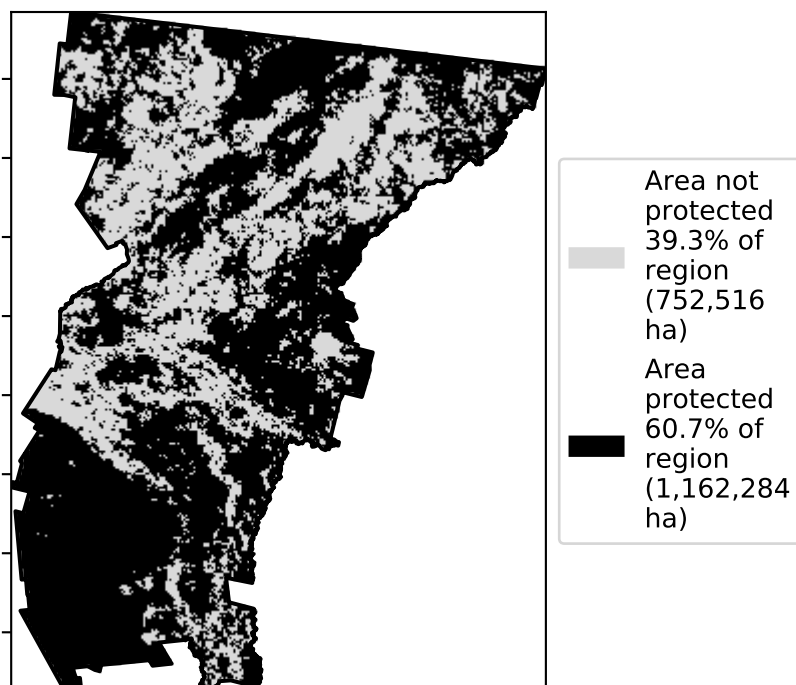 Area not
protected
39.3% of
region
(752,516
ha)
Area
protected
60.7% of
region
(1,162,284
ha)